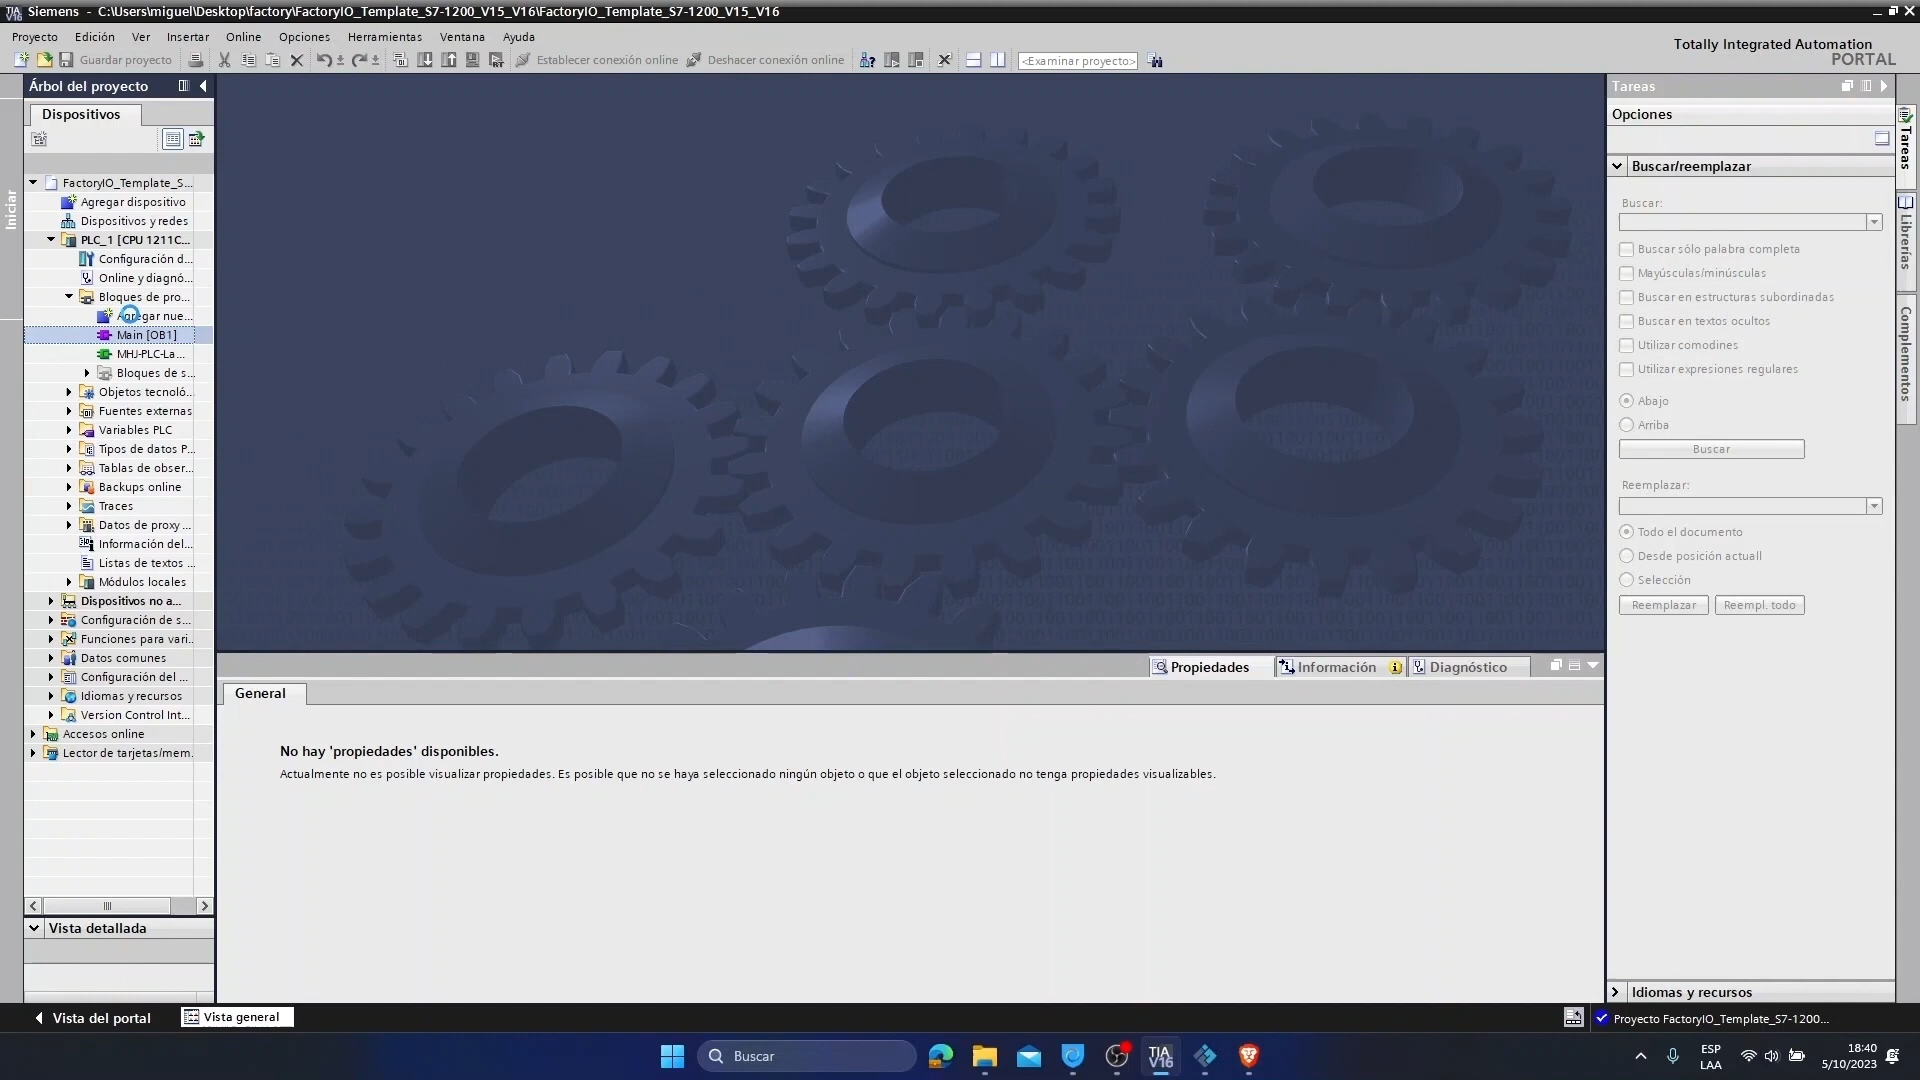 Siemens - C:\Users\miguel\Desktop\factory\FactoryIO_Template_S7-1200_V15_V16\FactoryIO_Template_S7-1200_V15_V16
Proyecto Edición Ver Insertar Online Opciones Herramientas Ventana Ayuda
Totally Integrated Automation
PORTAL
Guardar proyecto Establecer conexión online Deshacer conexión online <Examinar proyecto>
Árbol del proyecto
Dispositivos
Iniciar
FactoryIO_Template_S...
Agregar dispositivo
Dispositivos y redes
PLC_1 [CPU 1211C...
Configuración d...
Online y diagnó...
Bloques de pro...
Agregar nue...
Main [OB1]
MHJ-PLC-La...
Bloques de s...
Objetos tecnoló...
Fuentes externas
Variables PLC
Tipos de datos P...
Tablas de obser...
Backups online
Traces
Datos de proxy ...
Información del...
Listas de textos ...
Módulos locales
Dispositivos no a...
Configuración de s...
Funciones para vari...
Datos comunes
Configuración del ...
Idiomas y recursos
Version Control Int...
Accesos online
Lector de tarjetas/mem...
Vista detallada
Propiedades Información Diagnóstico
General
No hay 'propiedades' disponibles.
Actualmente no es posible visualizar propiedades. Es posible que no se haya seleccionado ningún objeto o que el objeto seleccionado no tenga propiedades visualizables.
Tareas
Opciones
Buscar/reemplazar
Buscar:
Buscar sólo palabra completa
Mayúsculas/minúsculas
Buscar en estructuras subordinadas
Buscar en textos ocultos
Utilizar comodines
Utilizar expresiones regulares
Abajo
Arriba
Buscar
Reemplazar:
Todo el documento
Desde posición actuall
Selección
Reemplazar Reempl. todo
Idiomas y recursos
Tareas
Librerías
Complementos
Vista del portal Vista general
Proyecto FactoryIO_Template_S7-1200...
Buscar
TIA
V16
ESP
LAA
18:40
5/10/2023